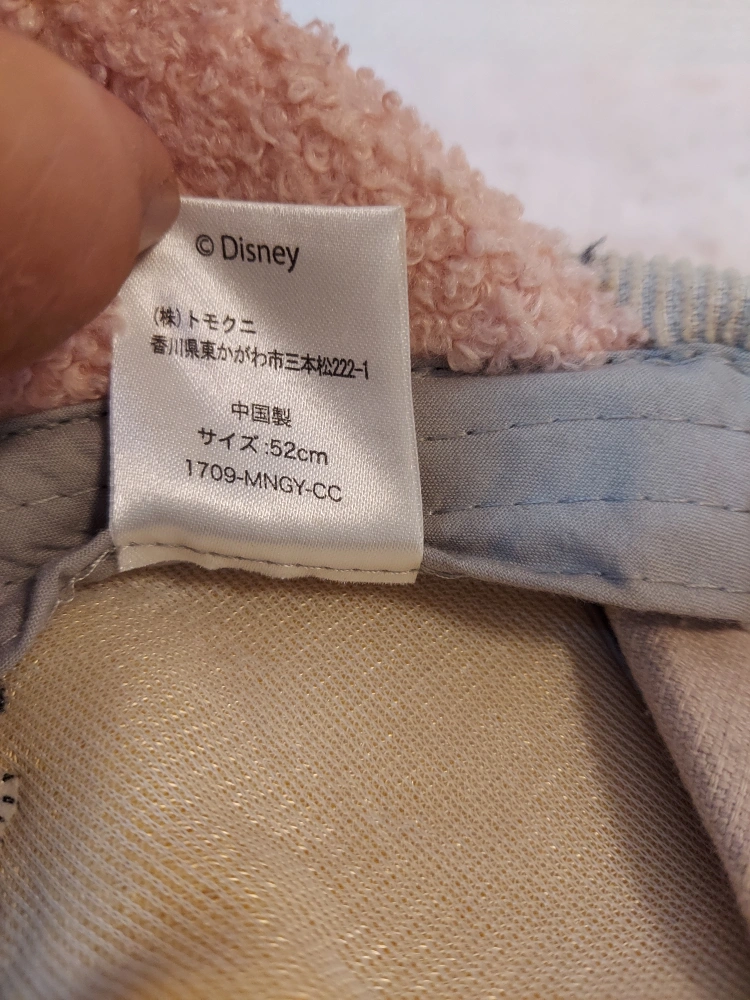 © Disney
(株)トモクニ
香川県東かがわ市三本松222-1
中国製
サイズ:52cm
1709-MNGY-CC